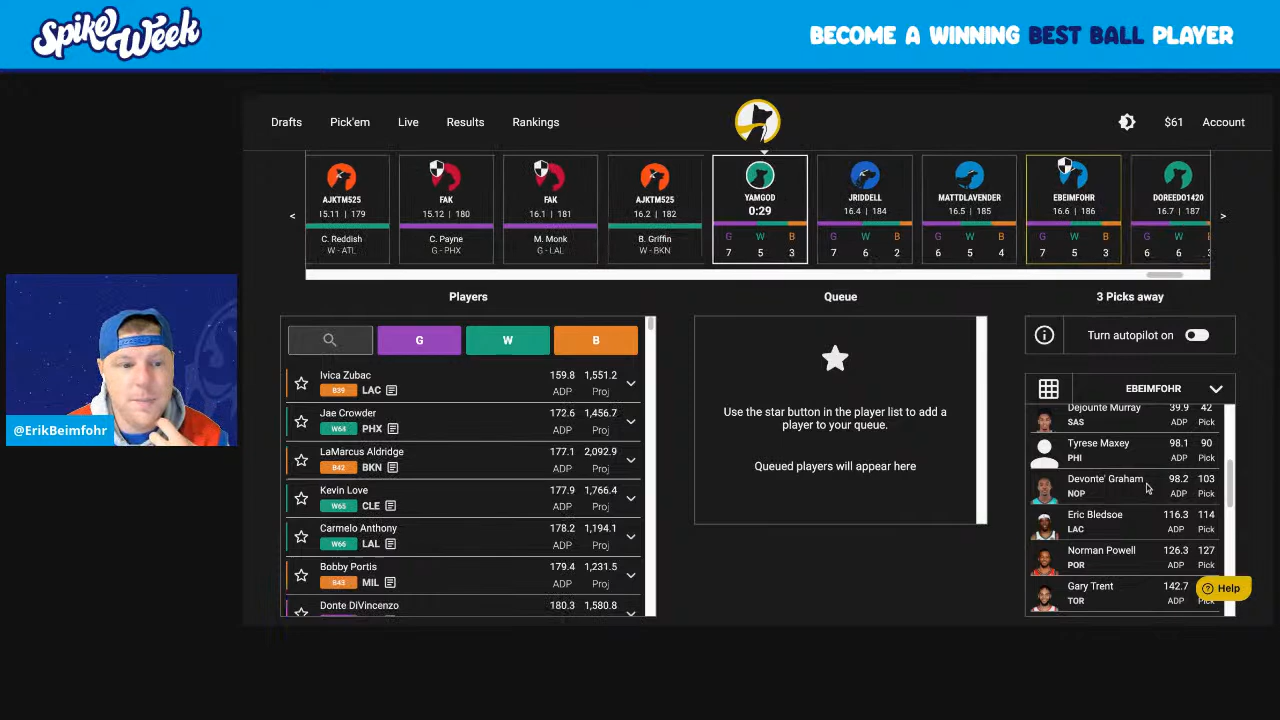 Spike Week
BECOME A WINNING BEST BALL PLAYER
Drafts Pick'em Live Results Rankings $61 Account
AJKTM525 FAK FAK AJKTM525 YAMGOD JRIDDELL MATTDLAVENDER EBEIMFOHR DOREEDO1420
15.11 | 179 15.12 | 180 16.1 | 181 16.2 | 182 0:29 16.4 | 184 16.5 | 185 16.6 | 186 16.7 | 187
< >
C. Reddish C. Payne M. Monk B. Griffin G W B G W B G W B G W B G W
W - ATL G - PHX G - LAL W - BKN 7 5 3 7 6 2 6 5 4 7 5 3 6 6
Players Queue 3 Picks away
G W B
Turn autopilot on
Ivica Zubac 159.8 1,551.2
B39 LAC ADP Proj
Jae Crowder 172.6 1,456.7
W64 PHX ADP Proj
LaMarcus Aldridge 177.1 2,092.9
B42 BKN ADP Proj
Kevin Love 177.9 1,766.4
W65 CLE ADP Proj
Carmelo Anthony 178.2 1,194.1
W66 LAL ADP Proj
Bobby Portis 179.4 1,231.5
B43 MIL ADP Proj
Donte DiVincenzo 180.3 1,580.8
Use the star button in the player list to add a
player to your queue.
Queued players will appear here
EBEIMFOHR
Dejounte Murray 39.9 42
SAS ADP Pick
Tyrese Maxey 98.1 90
PHI ADP Pick
Devonte' Graham 98.2 103
NOP ADP Pick
Eric Bledsoe 116.3 114
LAC ADP Pick
Norman Powell 126.3 127
POR ADP Pick
Gary Trent 142.7
TOR ADP Pick
Help
@ErikBeimfohr